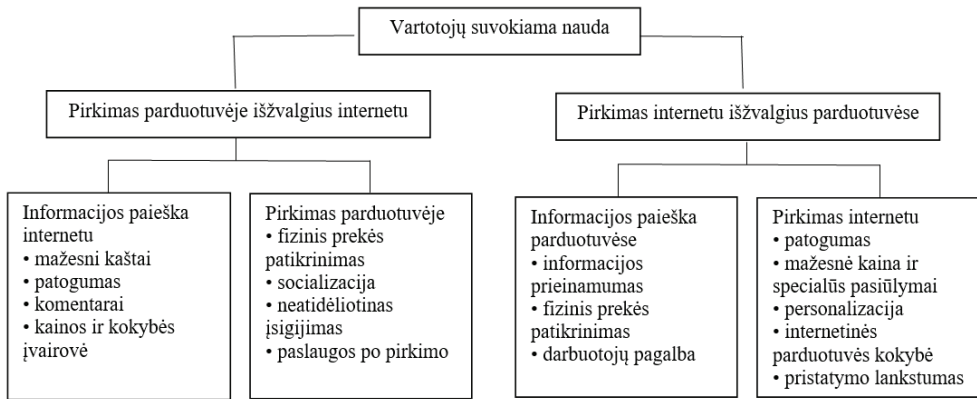 Vartotojų suvokiama nauda
Pirkimas parduotuvėje išžvalgius internetu
Pirkimas internetu išžvalgius parduotuvėse
Informacijos paieška
internetu
• mažesni kaštai
• patogumas
• komentarai
• kainos ir kokybės
įvairovė
Pirkimas parduotuvėje
• fizinis prekės
patikrinimas
• socializacija
• neatidėliotinas
įsigijimas
• paslaugos po pirkimo
Informacijos paieška
parduotuvėse
• informacijos
prieinamumas
• fizinis prekės
patikrinimas
• darbuotojų pagalba
Pirkimas internetu
• patogumas
• mažesnė kaina ir
specialūs pasiūlymai
• personalizacija
• internetinės
parduotuvės kokybė
• pristatymo lankstumas